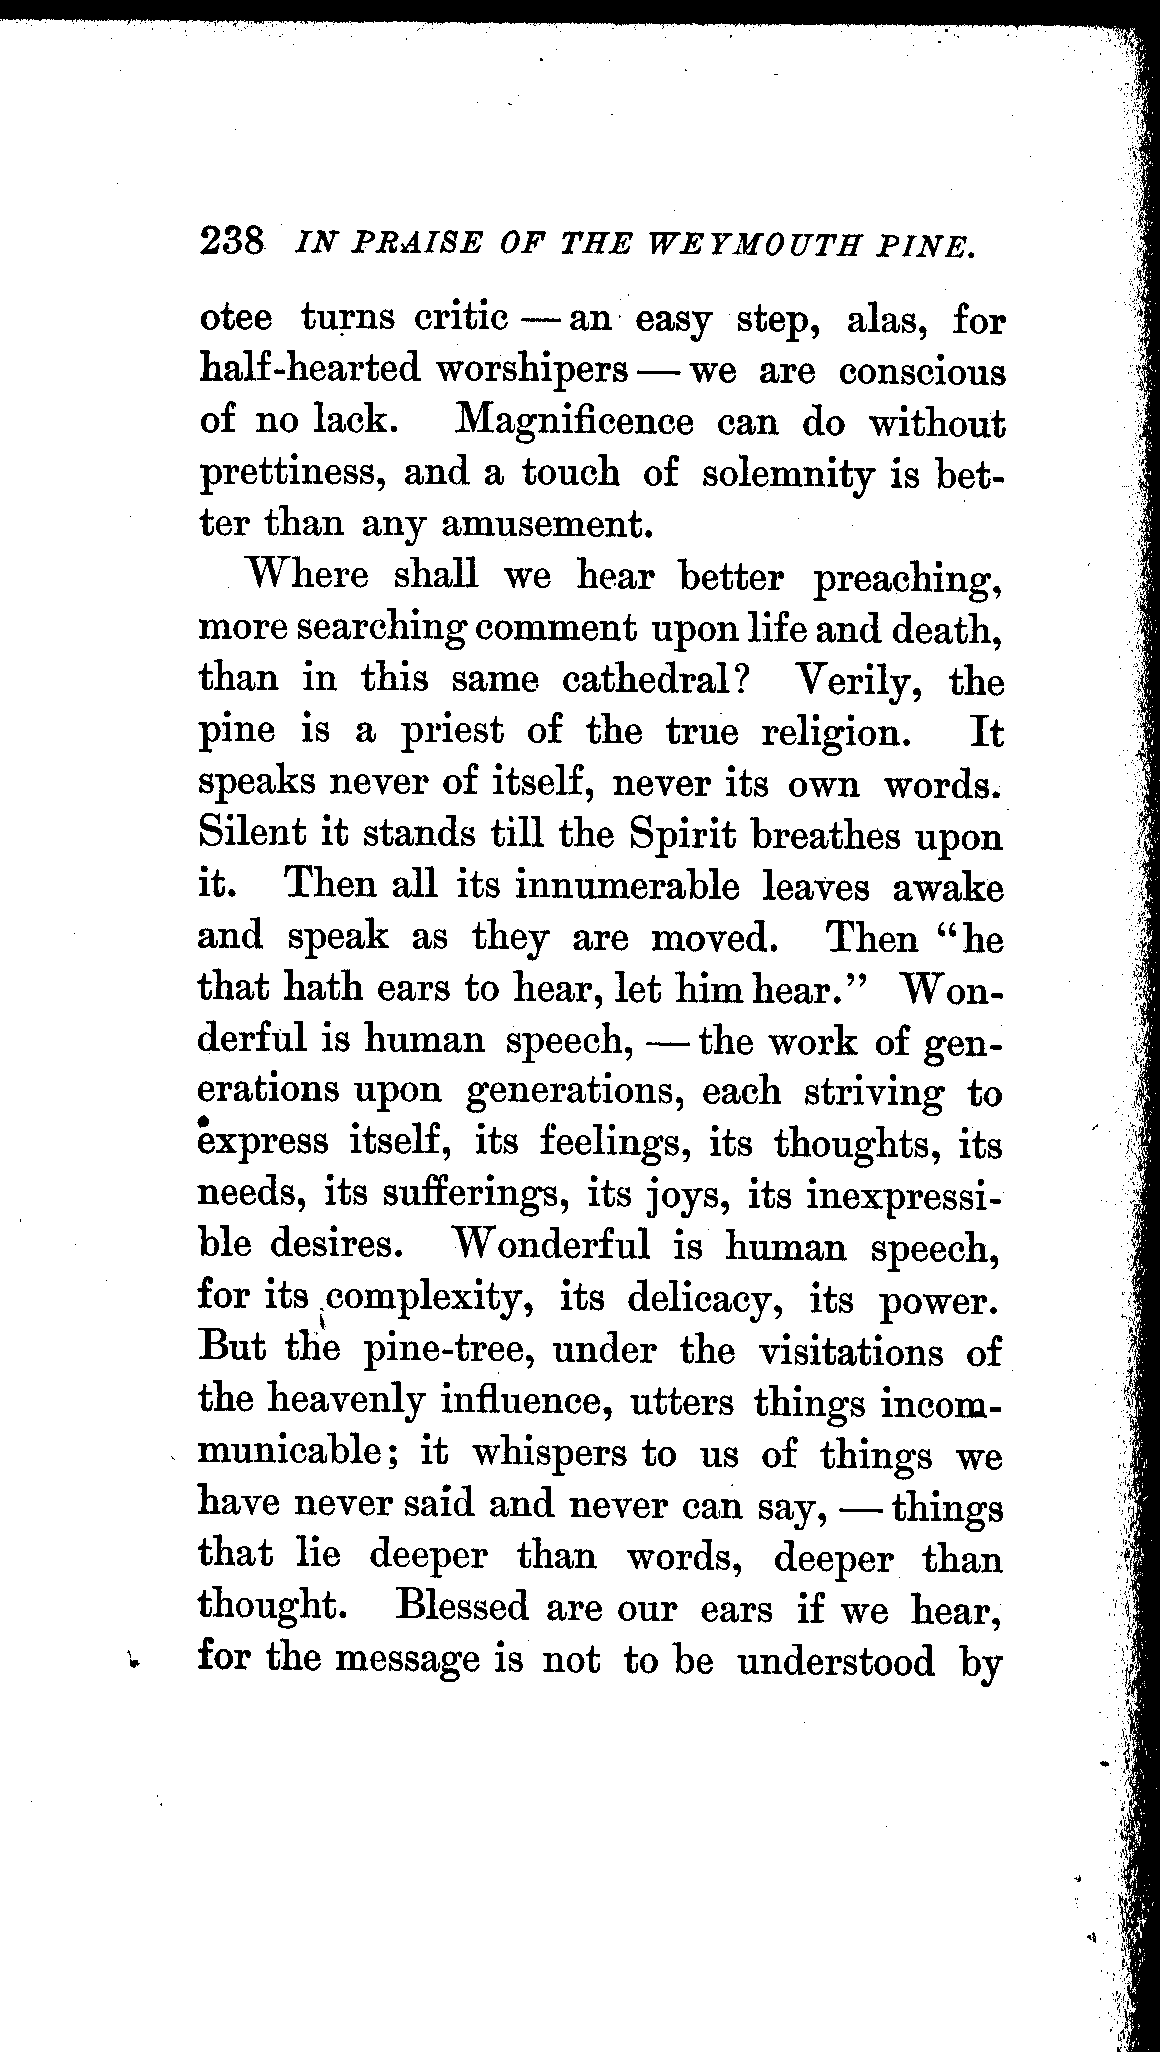 238 IN PRAISE OF THE WEYMOUTH PINE.
otee turns critic — an easy step, alas, for
half-hearted worshipers — we are conscious
of no lack. Magnificence can do without
prettiness, and a touch of solemnity is bet-
ter than any amusement.
Where shall we hear better preaching,
more searching comment upon life and death,
than in this same cathedral? Verily, the
pine is a priest of the true religion. It
speaks never of itself, never its own words.
Silent it stands till the Spirit breathes upon
it. Then all its innumerable leaves awake
and speak as they are moved. Then "he
that hath ears to hear, let him hear." Won-
derful is human speech, — the work of gen-
erations upon generations, each striving to
express itself, its feelings, its thoughts, its
needs, its sufferings, its joys, its inexpressi-
ble desires. Wonderful is human speech,
for its complexity, its delicacy, its power.
But the pine-tree, under the visitations of
the heavenly influence, utters things incom-
municable; it whispers to us of things we
have never said and never can say, — things
that lie deeper than words, deeper than
thought. Blessed are our ears if we hear,
for the message is not to be understood by